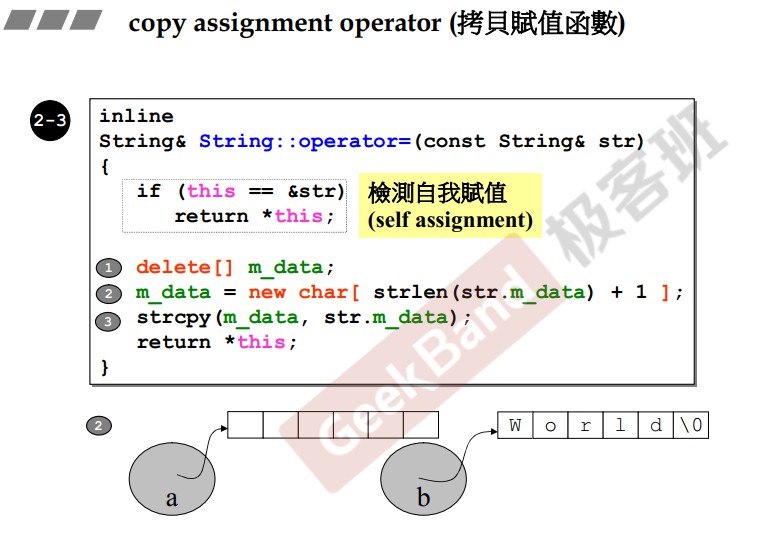 copy assignment operator (拷貝賦值函數)
2-3
inline
String& String::operator=(const String& str)
{
if (this == &str)
return *this;
檢測自我賦值
(self assignment)
1 delete[] m_data;
2 m_data = new char[ strlen(str.m_data) + 1 ];
3 strcpy(m_data, str.m_data);
return *this;
}
GeekBand 极客班
2
W o r l d \0
a
b